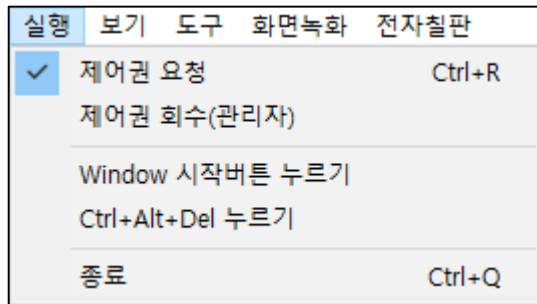 실행 보기 도구 화면녹화 전자칠판
제어권 요청 Ctrl+R
제어권 회수(관리자)
Window 시작버튼 누르기
Ctrl+Alt+Del 누르기
종료 Ctrl+Q